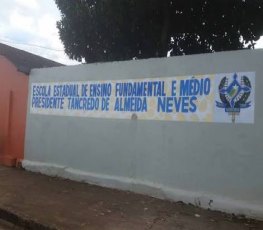 ESCOLA ESTADUAL DE ENSINO FUNDAMENTAL E MÉDIO
PRESIDENTE TANCREDO DE ALMEIDA NEVES